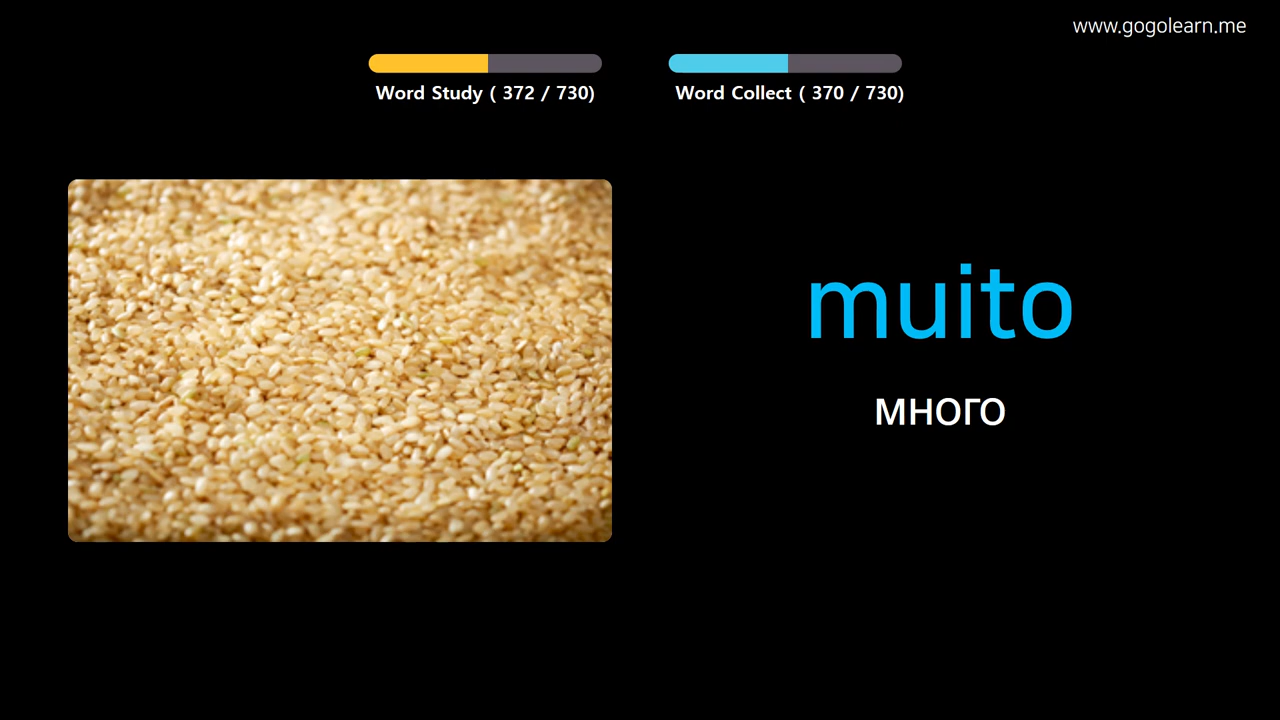 www.gogolearn.me
Word Study ( 372 / 730)
Word Collect ( 370 / 730)
muito
много